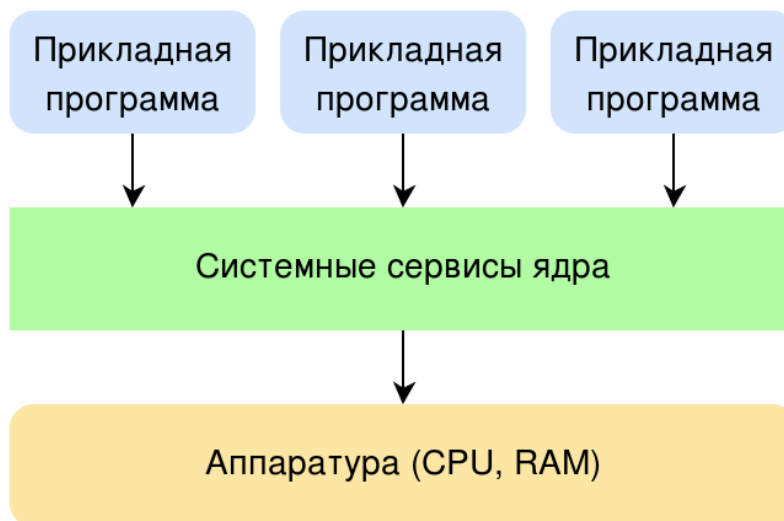 Прикладная
программа
Прикладная
программа
Прикладная
программа
Системные сервисы ядра
Аппаратура (CPU, RAM)